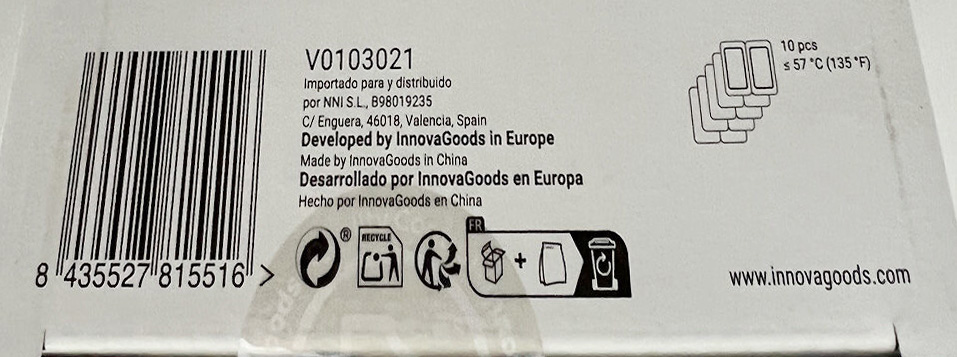 V0103021
Importado para y distribuido
por NNI S.L., B98019235
C/ Enguera, 46018, Valencia, Spain
Developed by InnovaGoods in Europe
Made by InnovaGoods in China
Desarrollado por InnovaGoods en Europa
Hecho por InnovaGoods en China
10 pcs
≤ 57 °C (135 °F)
8 435527 815516 >
®
RECYCLE
FR
+
www.innovagoods.com